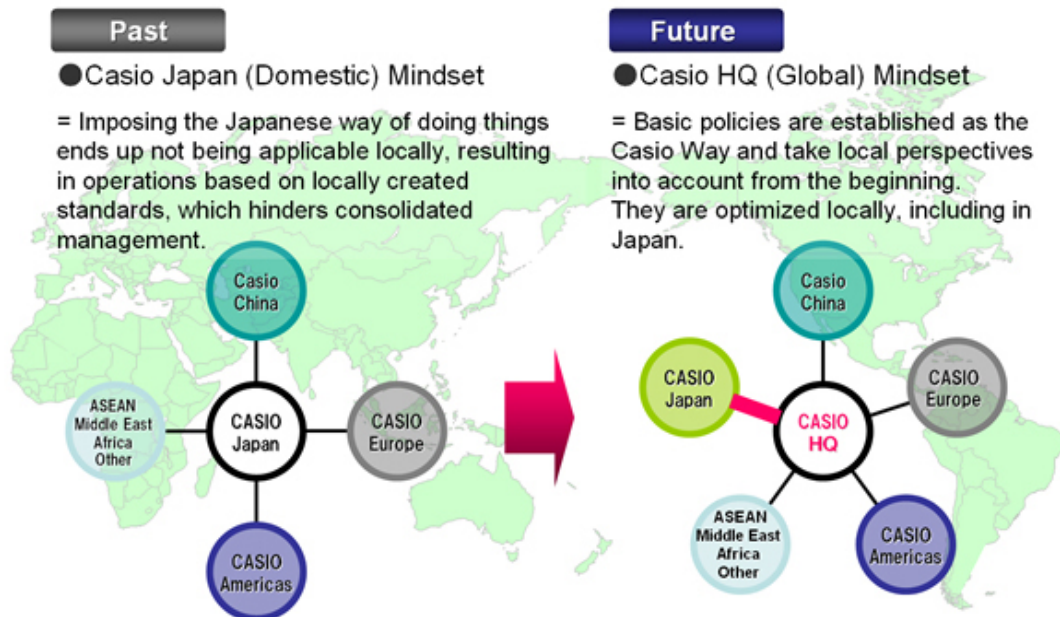 Past
●Casio Japan (Domestic) Mindset
= Imposing the Japanese way of doing things
ends up not being applicable locally, resulting
in operations based on locally created
standards, which hinders consolidated
management.
Casio
China
ASEAN
Middle East
Africa
Other
CASIO
Japan
CASIO
Europe
CASIO
Americas
Future
●Casio HQ (Global) Mindset
= Basic policies are established as the
Casio Way and take local perspectives
into account from the beginning.
They are optimized locally, including in
Japan.
Casio
China
CASIO
Japan
CASIO
Europe
CASIO
HQ
ASEAN
Middle East
Africa
Other
CASIO
Americas